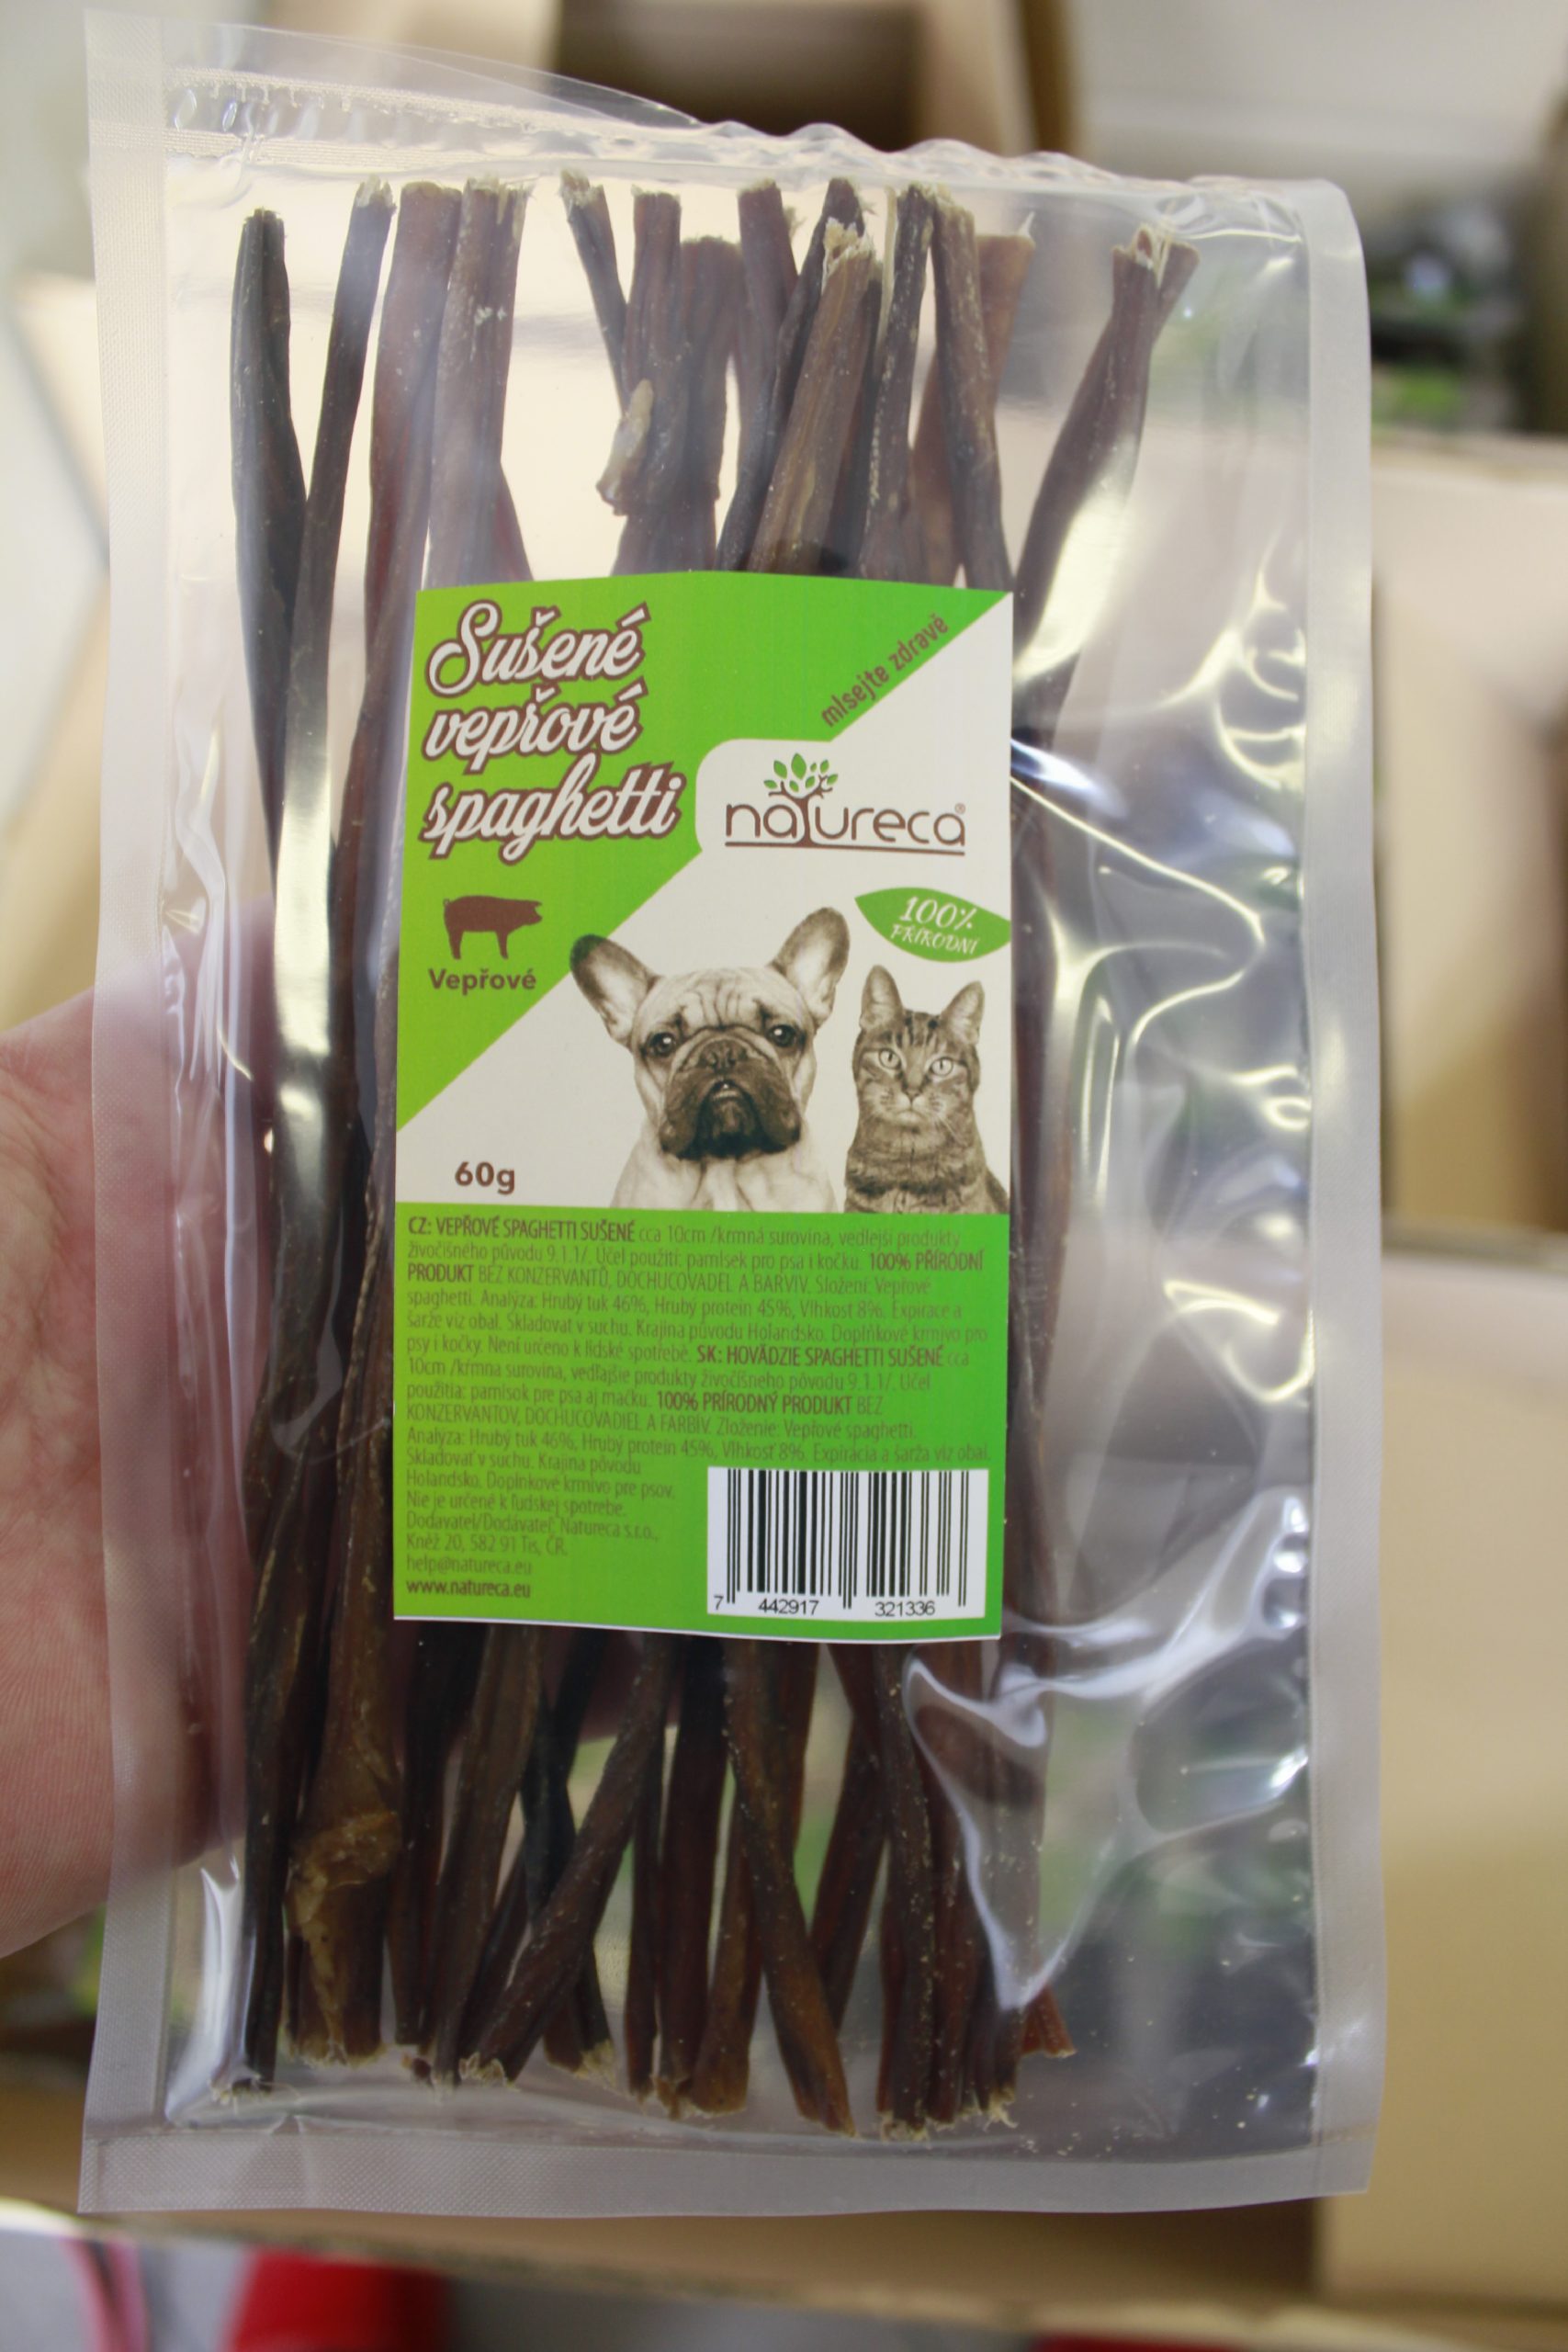 Sušené
vepřové
spaghetti
mlsejte zdravě
natureca®
100%
PŘÍRODNÍ
Vepřové
60g
CZ: VEPŘOVÉ SPAGHETTI SUŠENÉ cca 10cm /krmná surovina, vedlejší produkty
živočišného původu 9.1.1/. Účel použití: pamlsek pro psa i kočku. 100% PŘÍRODNÍ
PRODUKT BEZ KONZERVANTŮ, DOCHUCOVADEL A BARVIV. Složení: Vepřové
spaghetti. Analýza: Hrubý tuk 46%, Hrubý protein 45%, Vlhkost 8%. Expirace a
šarže viz obal. Skladovat v suchu. Krajina původu Holandsko. Doplňkové krmivo pro
psy i kočky. Není určeno k lidské spotřebě. SK: HOVÄDZIE SPAGHETTI SUŠENÉ cca
10cm /kŕmna surovina, vedľajšie produkty živočíšneho pôvodu 9.1.1/. Účel
použitia: pamlsok pre psa aj mačku. 100% PRÍRODNÝ PRODUKT BEZ
KONZERVANTOV, DOCHUCOVADIEL A FARBÍV. Zloženie: Vepřové spaghetti.
Analýza: Hrubý tuk 46%, Hrubý protein 45%, Vlhkosť 8%. Expirácia a šarža viz obal.
Skladovať v suchu. Krajina pôvodu
Holandsko. Doplnkové krmivo pre psov.
Nie je určené k ľudskej spotrebe.
Dodavatel/Dodávateľ: Natureca s.r.o.,
Kněž 20, 582 91 Tis, ČR.
help@natureca.eu
www.natureca.eu
7 442917 321336